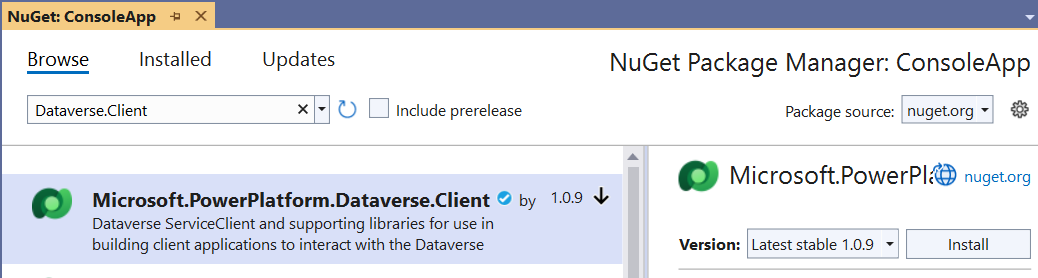 NuGet: ConsoleApp
Browse Installed Updates
NuGet Package Manager: ConsoleApp
Dataverse.Client
Include prerelease
Package source: nuget.org
Microsoft.PowerPlatform.Dataverse.Client by 1.0.9
Dataverse ServiceClient and supporting libraries for use in
building client applications to interact with the Dataverse
Microsoft.PowerPla nuget.org
Version: Latest stable 1.0.9 Install